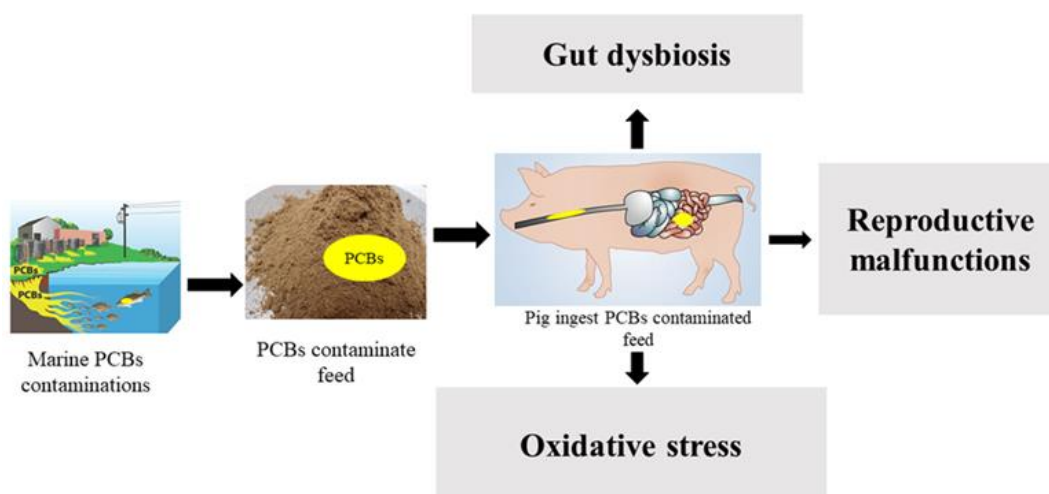 Gut dysbiosis
PCBs
PCBs
Marine PCBs
contaminations
PCBs
PCBs contaminate
feed
Pig ingest PCBs contaminated
feed
Reproductive
malfunctions
Oxidative stress